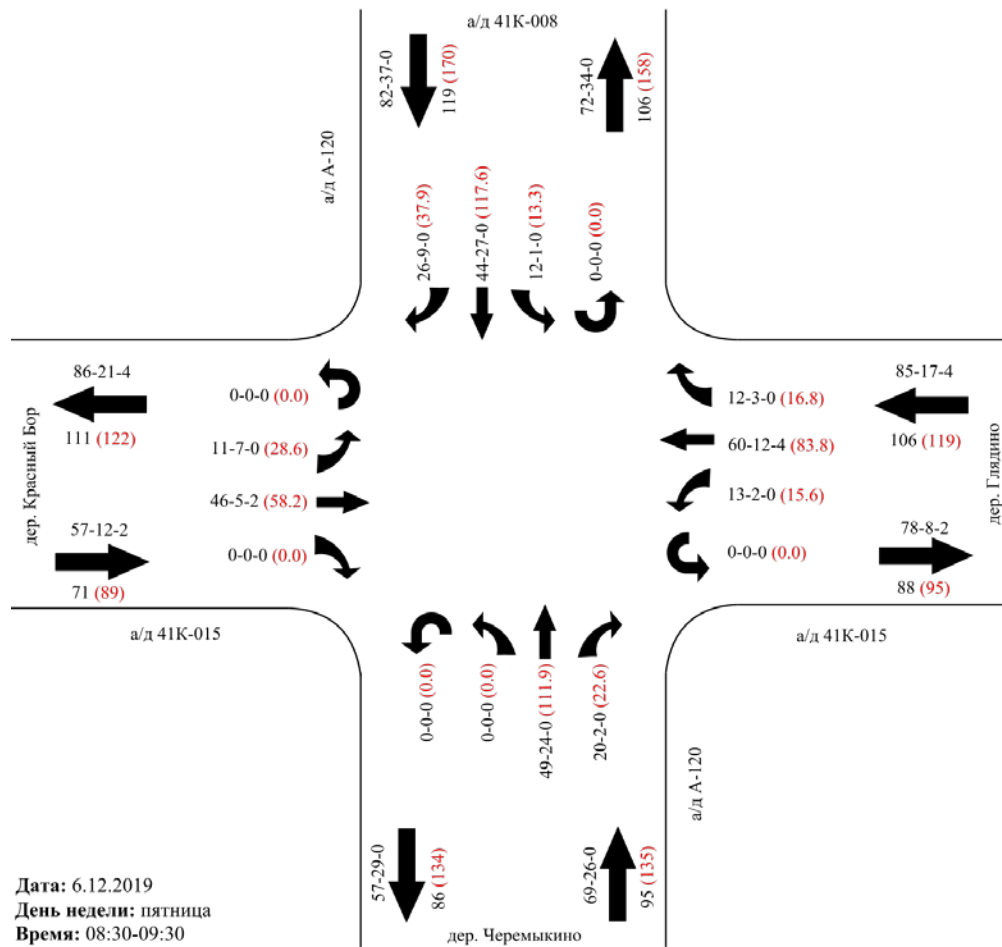 а/д 41К-008
82-37-0
119 (170)
72-34-0
106 (158)
а/д А-120
26-9-0 (37.9)
44-27-0 (117.6)
12-1-0 (13.3)
0-0-0 (0.0)
86-21-4
111 (122)
дер. Красный Бор
57-12-2
71 (89)
0-0-0 (0.0)
11-7-0 (28.6)
46-5-2 (58.2)
0-0-0 (0.0)
12-3-0 (16.8)
60-12-4 (83.8)
13-2-0 (15.6)
0-0-0 (0.0)
85-17-4
106 (119)
дер. Глядино
78-8-2
88 (95)
а/д 41К-015
а/д 41К-015
0-0-0 (0.0)
0-0-0 (0.0)
49-24-0 (111.9)
20-2-0 (22.6)
а/д А-120
57-29-0
86 (134)
69-26-0
95 (135)
Дата: 6.12.2019
День недели: пятница
Время: 08:30-09:30
дер. Черемыкино